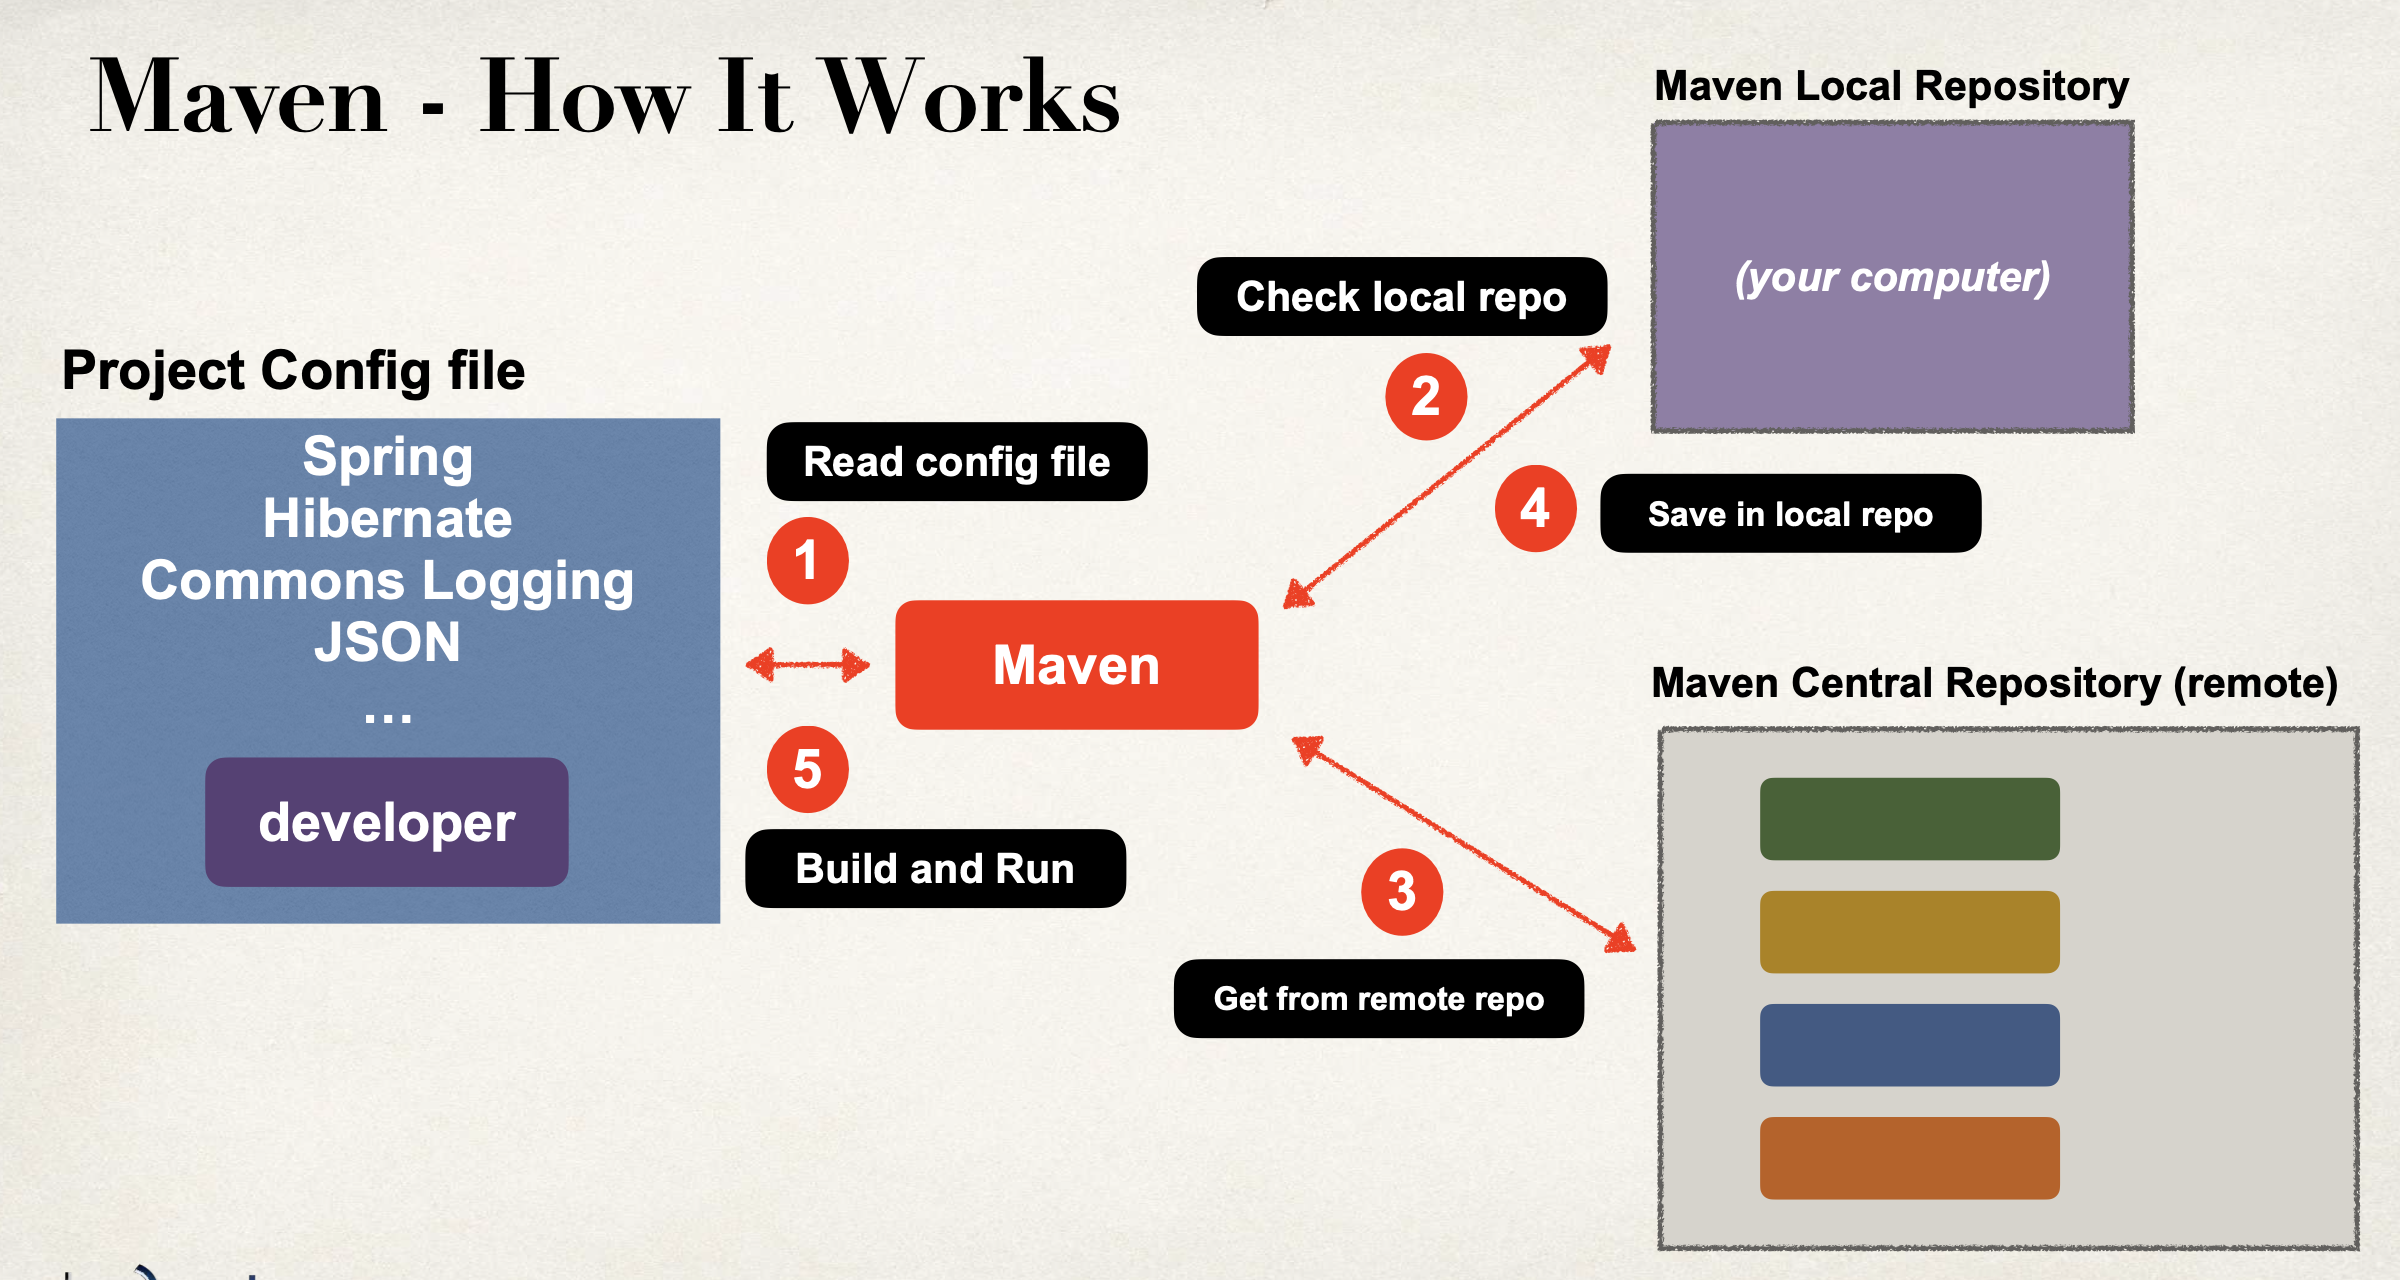 Maven - How It Works
Maven Local Repository
(your computer)
Check local repo
2
Project Config file
Spring
Hibernate
Commons Logging
JSON
...
developer
Read config file
1
4
Save in local repo
Maven
5
Build and Run
Maven Central Repository (remote)
3
Get from remote repo